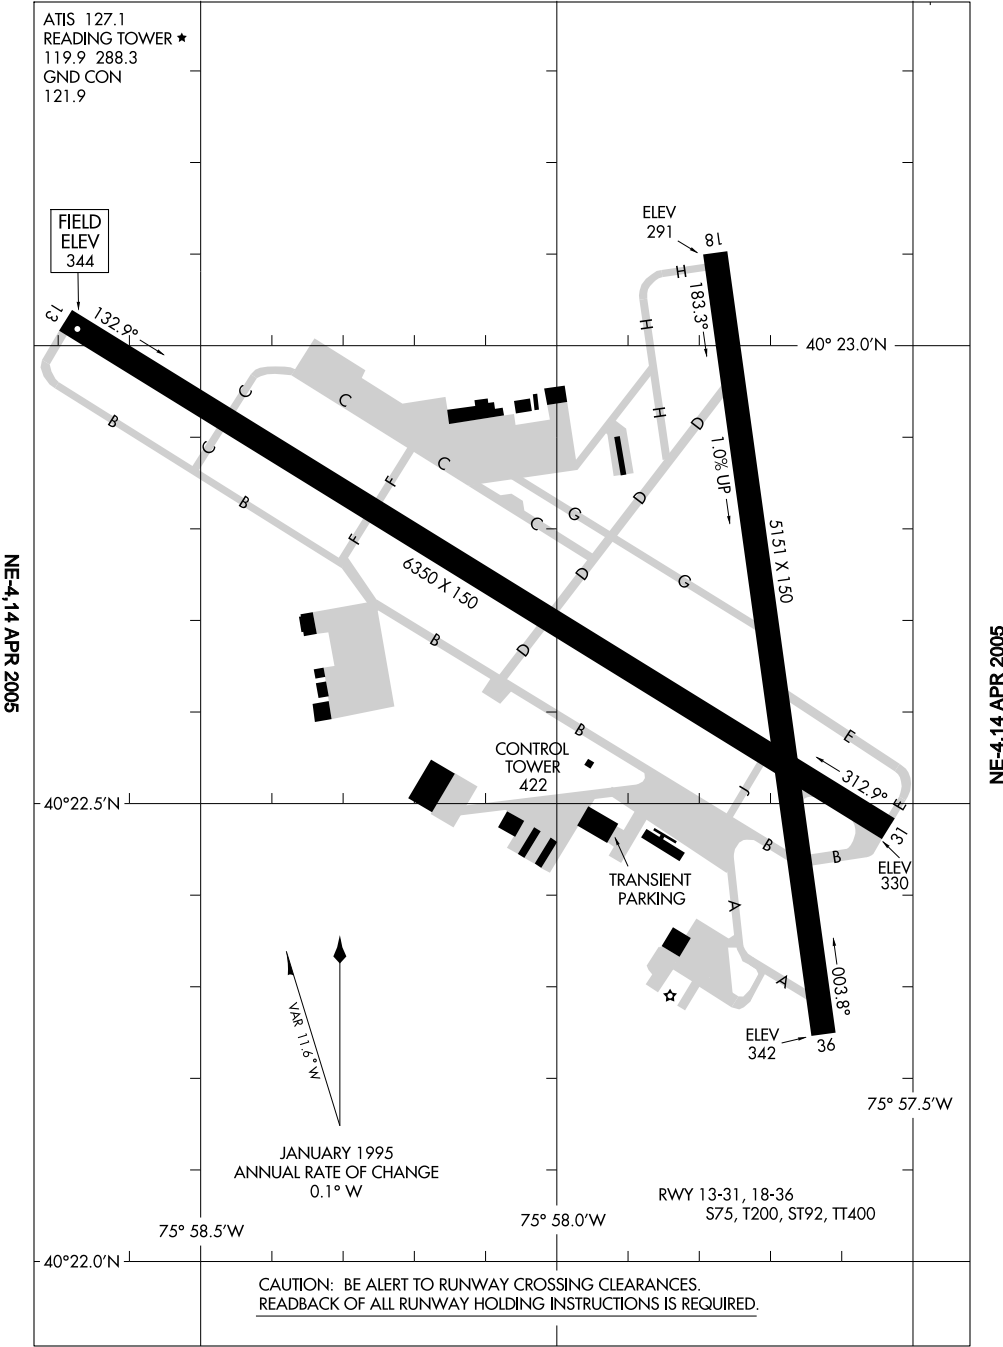 ATIS 127.1
READING TOWER ★
119.9 288.3
GND CON
121.9
FIELD
ELEV
344
ELEV
291
18
H
183.3°
13
132.9°
H
40° 23.0'N
C
C
H
B
D
C
1.0% UP
C
F
B
D
G
C
F
5151 X 150
6350 X 150
D
G
B
D
B
E
CONTROL
TOWER
422
312.9°
J
E
40°22.5'N
31
B
B
ELEV
330
TRANSIENT
PARKING
A
A
003.8°
ELEV
342
36
VAR 11.6° W
75° 57.5'W
JANUARY 1995
ANNUAL RATE OF CHANGE
0.1° W
RWY 13-31, 18-36
S75, T200, ST92, TT400
75° 58.5'W
75° 58.0'W
40°22.0'N
CAUTION: BE ALERT TO RUNWAY CROSSING CLEARANCES.
READBACK OF ALL RUNWAY HOLDING INSTRUCTIONS IS REQUIRED.
NE-4,14 APR 2005
NE-4,14 APR 2005